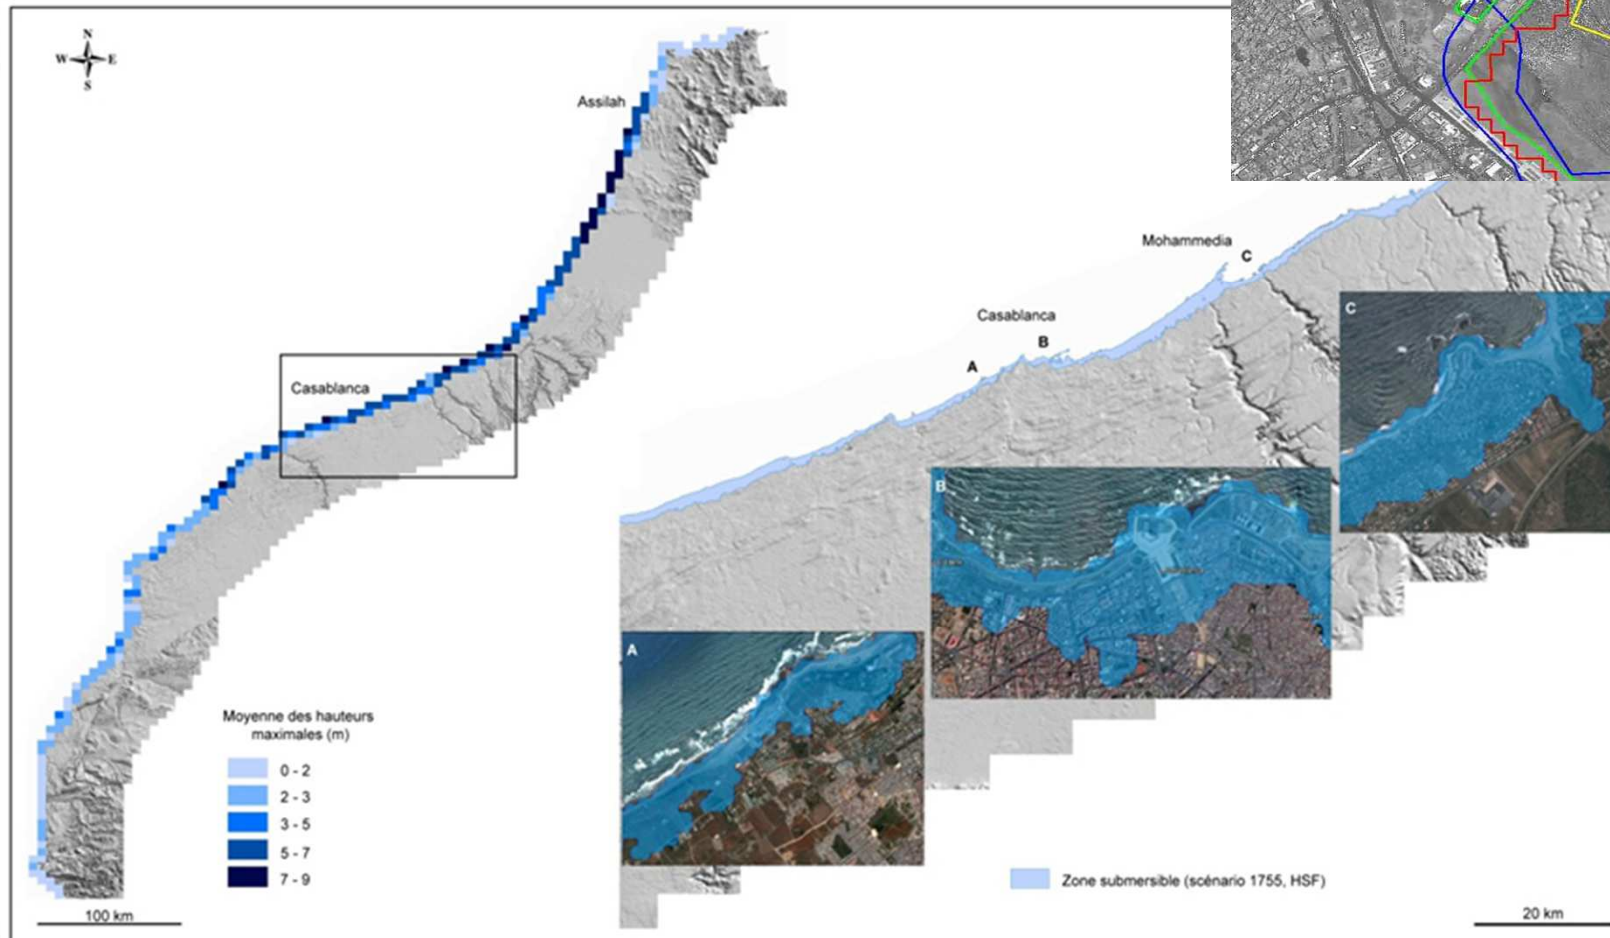 N
W E
S
Assilah
Casablanca
Moyenne des hauteurs
maximales (m)
0 - 2
2 - 3
3 - 5
5 - 7
7 - 9
100 km
Mohammedia
C
Casablanca
B
A
C
B
A
Zone submersible (scénario 1755, HSF)
20 km